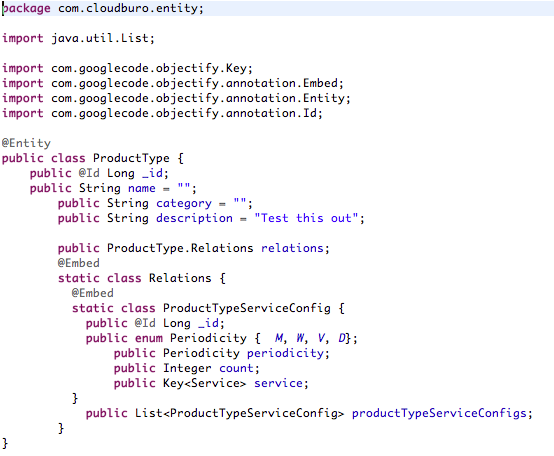 package com.cloudburo.entity;
import java.util.List;
import com.googlecode.objectify.Key;
import com.googlecode.objectify.annotation.Embed;
import com.googlecode.objectify.annotation.Entity;
import com.googlecode.objectify.annotation.Id;
@Entity
public class ProductType {
    public @Id Long _id;
    public String name = "";
        public String category = "";
        public String description = "Test this out";
        public ProductType.Relations relations;
        @Embed
        static class Relations {
          @Embed
          static class ProductTypeServiceConfig {
            public @Id Long _id;
            public enum Periodicity {  M, W, V, D};
                public Periodicity periodicity;
                public Integer count;
                public Key<Service> service;
          }
            public List<ProductTypeServiceConfig> productTypeServiceConfigs;
        }
}